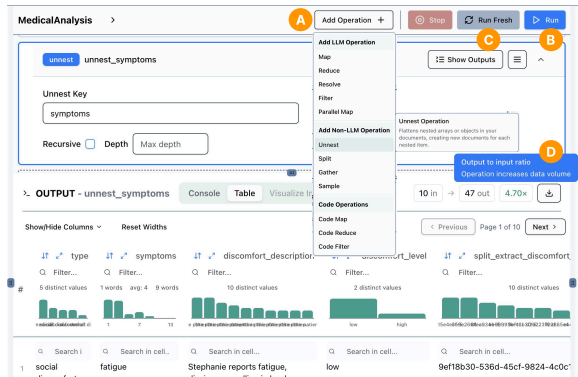 MedicalAnalysis >
A Add Operation + Stop Run Fresh Run
C B
Add LLM Operation
Map
Reduce
Resolve
Filter
Parallel Map
Add Non-LLM Operation
Unnest
Split
Gather
Sample
Code Operations
Code Map
Code Reduce
Code Filter
unnest unnest_symptoms Show Outputs
Unnest Key
symptoms
Recursive Depth Max depth
Unnest Operation
Flattens nested arrays or objects in your
documents, creating new documents for each
nested item.
D
Output to input ratio
Operation increases data volume
OUTPUT - unnest_symptoms Console Table Visualize In 10 in → 47 out 4.70×
Show/Hide Columns Reset Widths < Previous Page 1 of 10 Next >
type symptoms discomfort_description discomfort_level split_extract_discomfort_
Filter... Filter... Filter... Filter... Filter...
# 5 distinct values 1 words avg: 4 9 words 10 distinct values 2 distinct values 10 distinct values
1 7 13 low high
Search i Search in cell.. Search in cell... Search in cell... Search in cell...
1 social fatigue Stephanie reports fatigue, low 9ef18b30-536d-45cf-9824-4c0c1